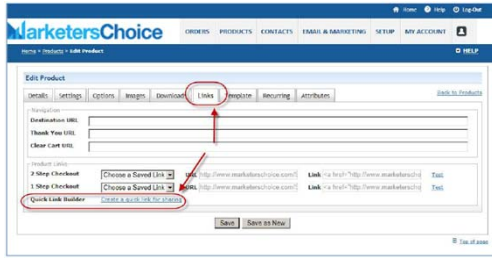 Home Help Log-Out
MarketersChoice ORDERS PRODUCTS CONTACTS EMAIL & MARKETING SETUP MY ACCOUNT
Home > Products > Edit Product HELP
Edit Product
Details Settings Options Images Download Links Template Recurring Attributes Back to Products
Navigation
Destination URL
Thank You URL
Clear Cart URL
Product Links
2 Step Checkout Choose a Saved Link URL http://www.marketerschoice.com/ Link <a href="http://www.marketerscho Test
1 Step Checkout Choose a Saved Link URL http://www.marketerschoice.com/ Link <a href="http://www.marketerscho Test
Quick Link Builder Create a quick link for sharing
Save Save as New
Top of page